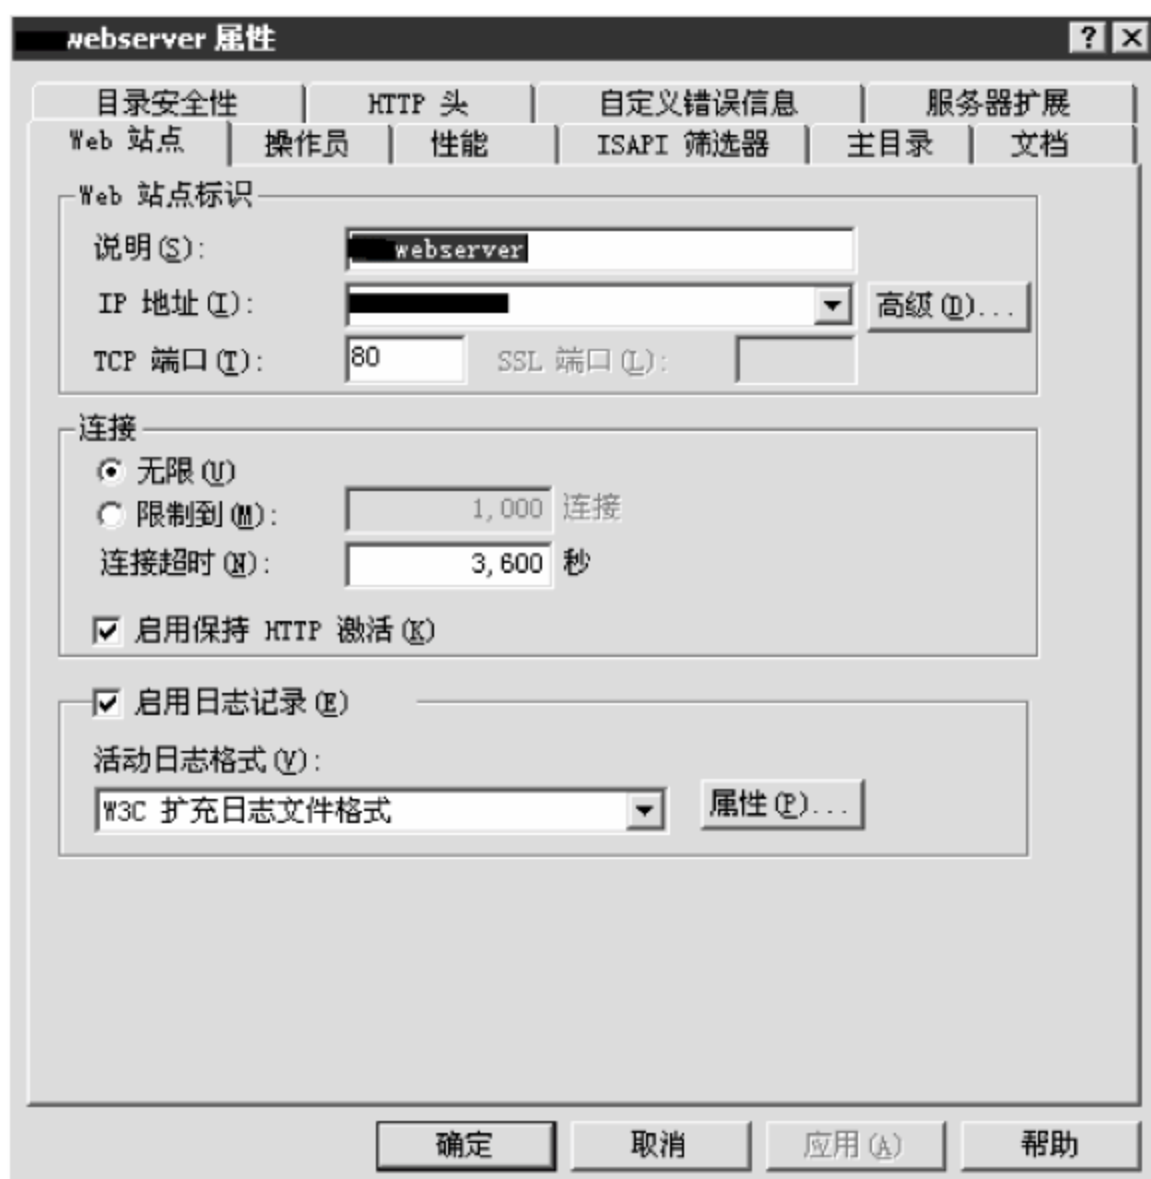 webserver 属性
目录安全性 HTTP 头 自定义错误信息 服务器扩展
Web 站点 操作员 性能 ISAPI 筛选器 主目录 文档
Web 站点标识
说明(S): webserver
IP 地址(I): 高级(D)...
TCP 端口(T): 80 SSL 端口(L):
连接
无限(U)
限制到(M): 1,000 连接
连接超时(N): 3,600 秒
启用保持 HTTP 激活(K)
启用日志记录(E)
活动日志格式(V):
W3C 扩充日志文件格式 属性(P)...
确定 取消 应用(A) 帮助